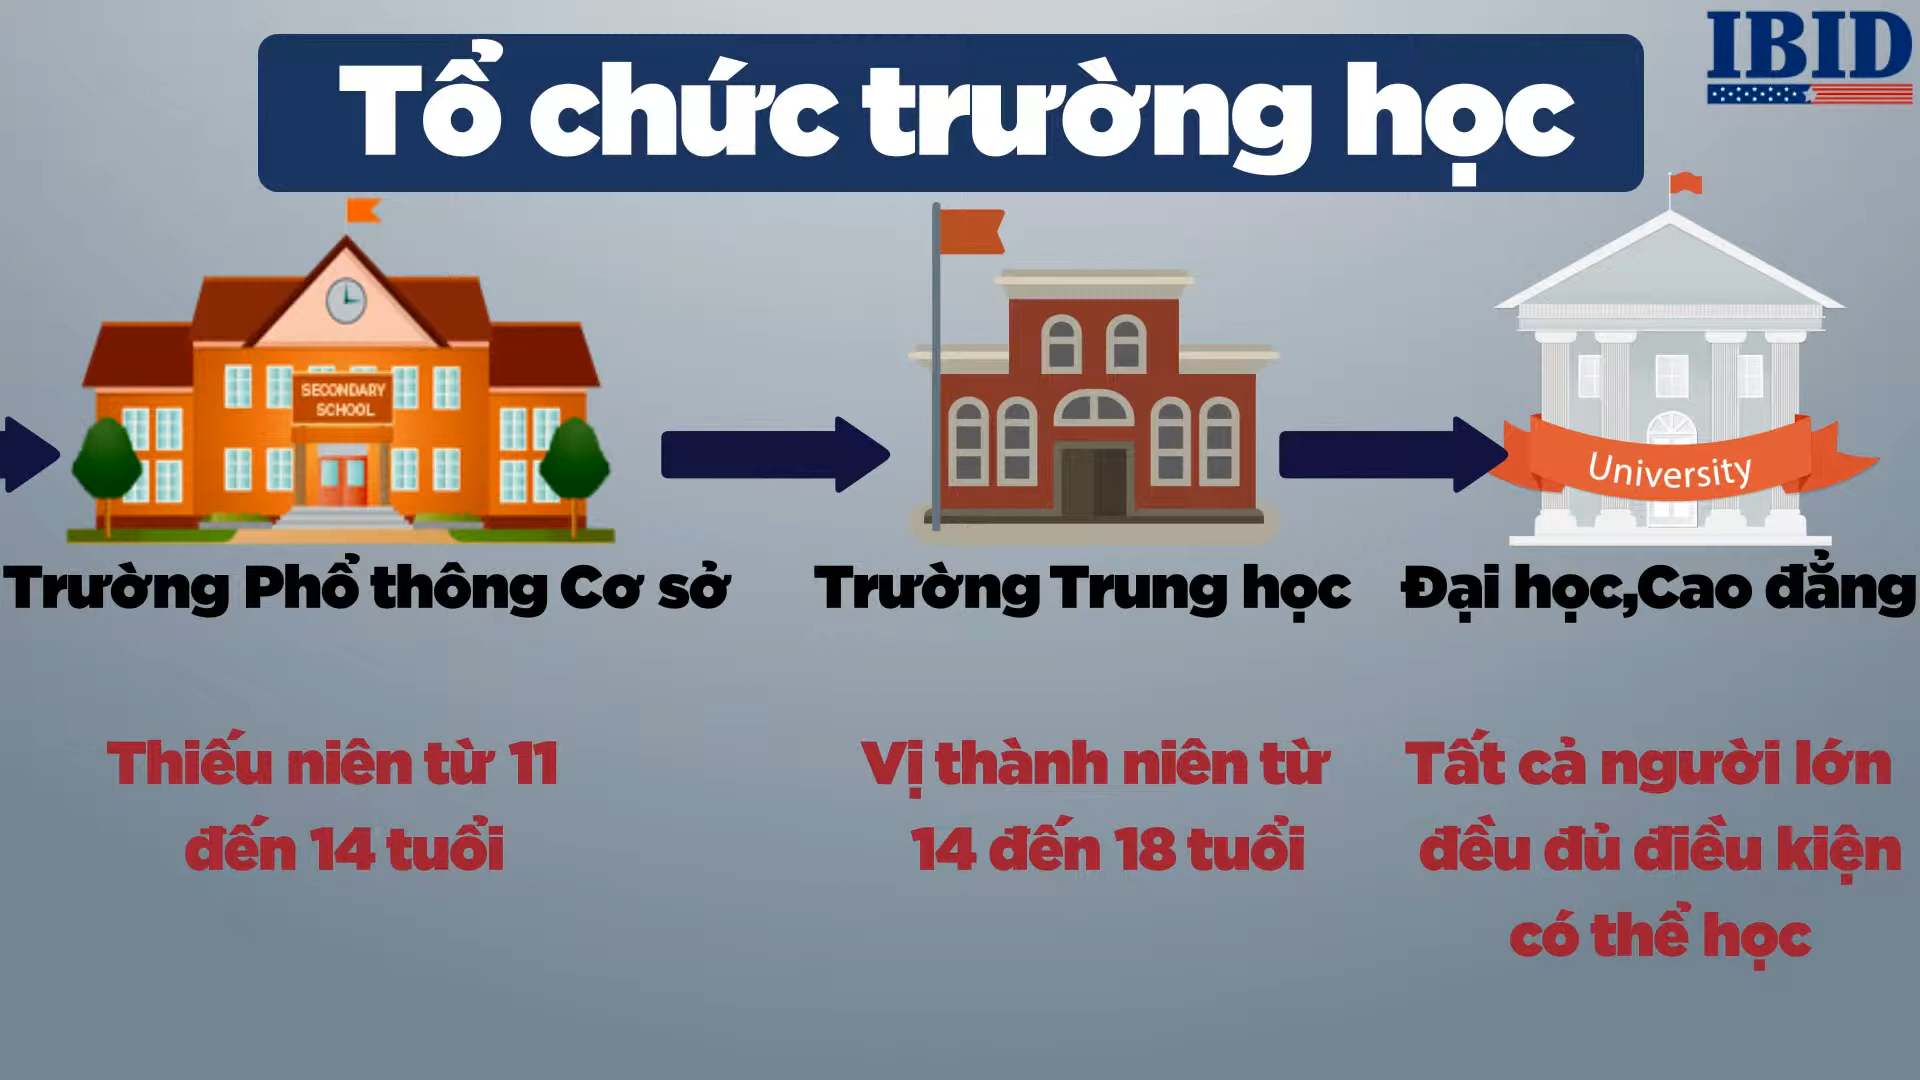 IBID
Tổ chức trường học
SECONDARY
SCHOOL
University
Trường Phổ thông Cơ sở
Trường Trung học
Đại học,Cao đẳng
Thiếu niên từ 11
đến 14 tuổi
Vị thành niên từ
14 đến 18 tuổi
Tất cả người lớn
đều đủ điều kiện
có thể học